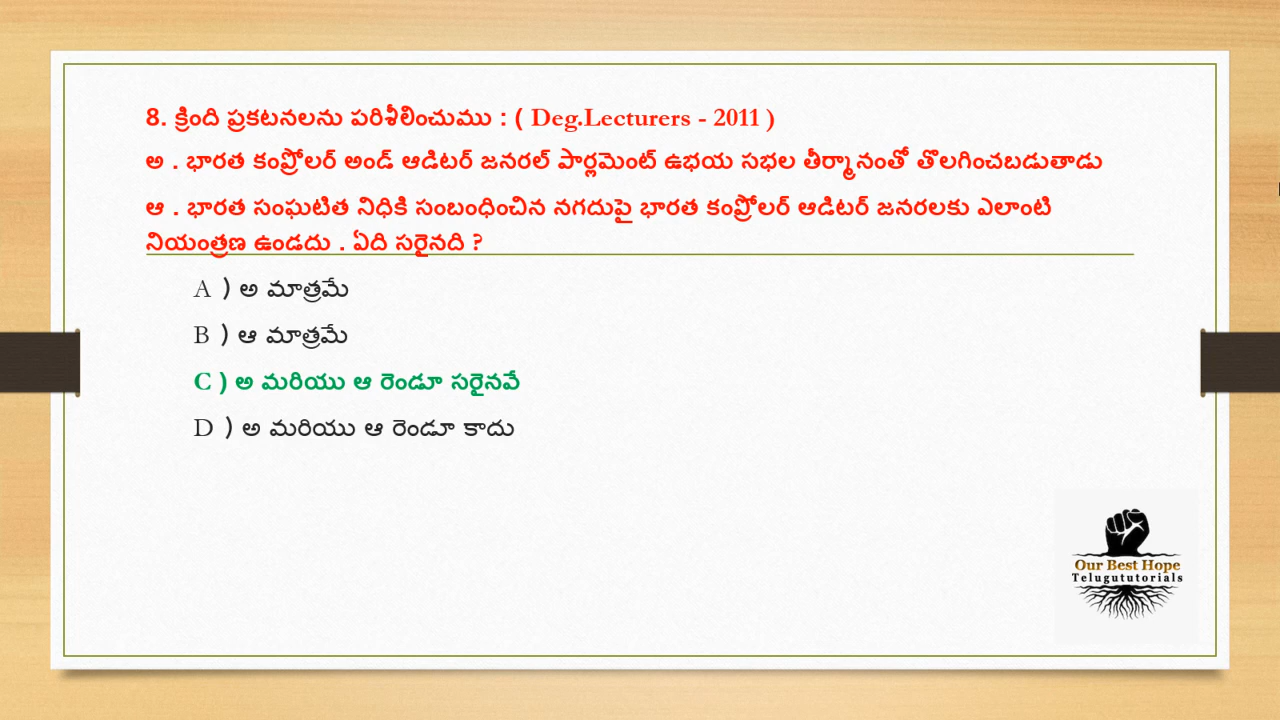 8. క్రింది ప్రకటనలను పరిశీలించుము : ( Deg.Lecturers - 2011 )
అ . భారత కంప్రోలర్ అండ్ ఆడిటర్ జనరల్ పార్లమెంట్ ఉభయ సభల తీర్మానంతో తొలగించబడుతాడు
ఆ . భారత సంఘటిత నిధికి సంబంధించిన నగదుపై భారత కంప్రోలర్ ఆడిటర్ జనరలకు ఎలాంటి
నియంత్రణ ఉండదు . ఏది సరైనది ?
A ) అ మాత్రమే
B ) ఆ మాత్రమే
C ) అ మరియు ఆ రెండూ సరైనవే
D ) అ మరియు ఆ రెండూ కాదు
Our Best Hope
Telugututorials